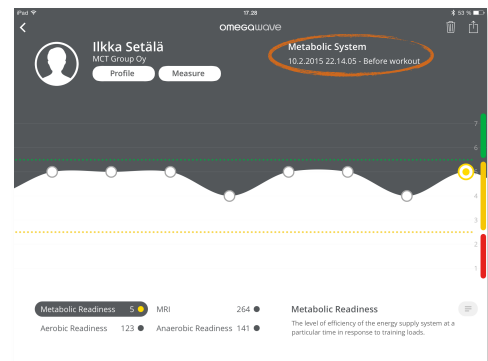 iPad 17.28 53 %
omegawave
Ilkka Setälä
MCT Group Oy
Profile Measure
Metabolic System
10.2.2015 22.14.05 - Before workout
7
6
4
3
2
1
Metabolic Readiness 5 MRI 264
Aerobic Readiness 123 Anaerobic Readiness 141
Metabolic Readiness
The level of efficiency of the energy supply system at a
particular time in response to training loads.